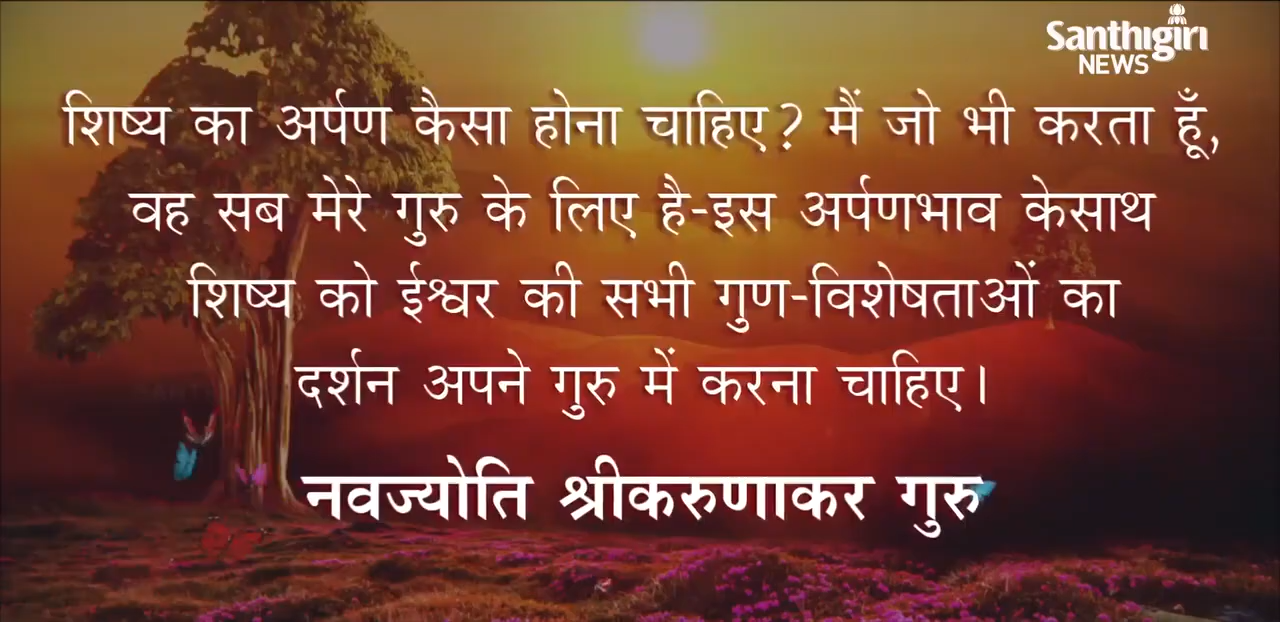 Santhigiri
NEWS
शिष्य का अर्पण कैसा होना चाहिए? मैं जो भी करता हूँ,
वह सब मेरे गुरु के लिए है-इस अर्पणभाव केसाथ
शिष्य को ईश्वर की सभी गुण-विशेषताओं का
दर्शन अपने गुरु में करना चाहिए।
नवज्योति श्रीकरुणाकर गुरु